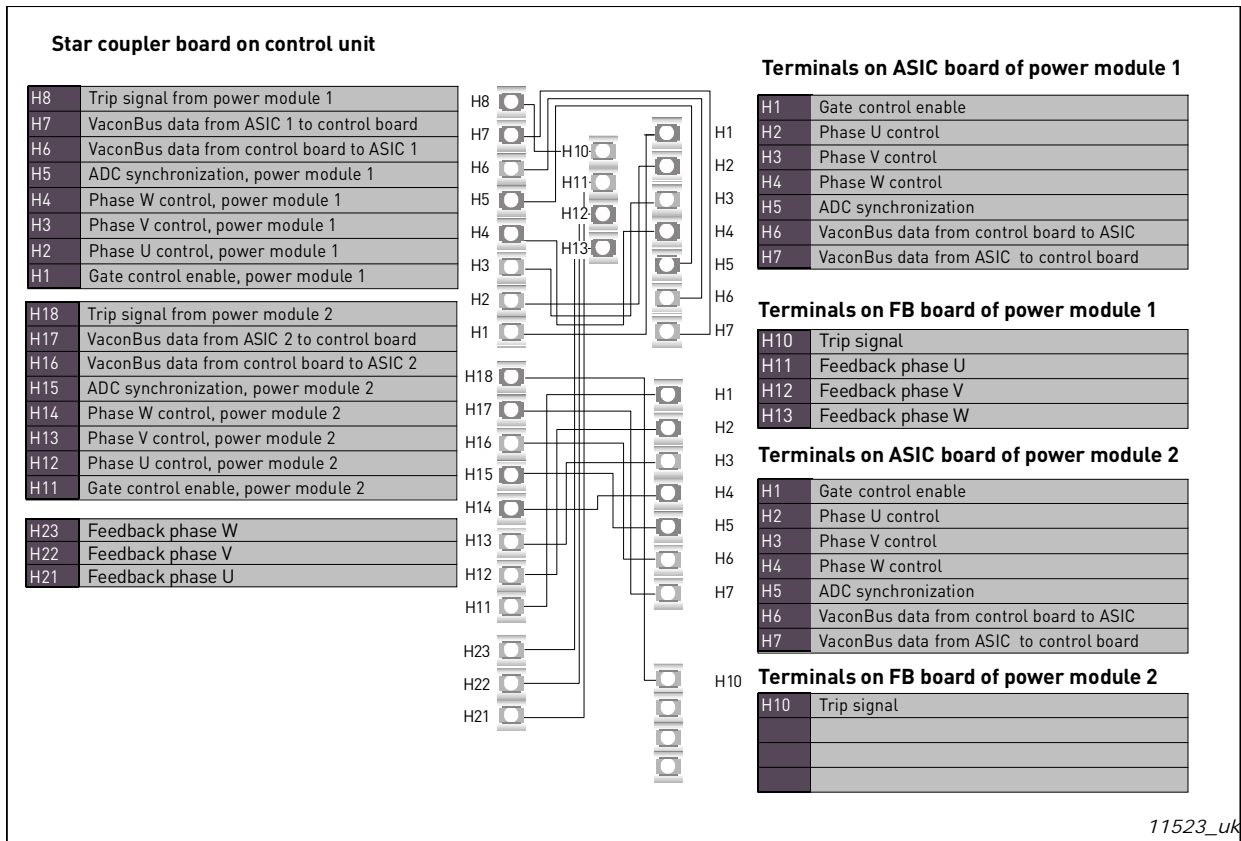 Star coupler board on control unit
H8 Trip signal from power module 1
H7 VaconBus data from ASIC 1 to control board
H6 VaconBus data from control board to ASIC 1
H5 ADC synchronization, power module 1
H4 Phase W control, power module 1
H3 Phase V control, power module 1
H2 Phase U control, power module 1
H1 Gate control enable, power module 1
H18 Trip signal from power module 2
H17 VaconBus data from ASIC 2 to control board
H16 VaconBus data from control board to ASIC 2
H15 ADC synchronization, power module 2
H14 Phase W control, power module 2
H13 Phase V control, power module 2
H12 Phase U control, power module 2
H11 Gate control enable, power module 2
H23 Feedback phase W
H22 Feedback phase V
H21 Feedback phase U
H8
H7
H6
H5
H4
H3
H2
H1
H18
H17
H16
H15
H14
H13
H12
H11
H23
H22
H21
H10
H11
H12
H13
H1
H2
H3
H4
H5
H6
H7
H1
H2
H3
H4
H5
H6
H7
H10
Terminals on ASIC board of power module 1
H1 Gate control enable
H2 Phase U control
H3 Phase V control
H4 Phase W control
H5 ADC synchronization
H6 VaconBus data from control board to ASIC
H7 VaconBus data from ASIC to control board
Terminals on FB board of power module 1
H10 Trip signal
H11 Feedback phase U
H12 Feedback phase V
H13 Feedback phase W
Terminals on ASIC board of power module 2
H1 Gate control enable
H2 Phase U control
H3 Phase V control
H4 Phase W control
H5 ADC synchronization
H6 VaconBus data from control board to ASIC
H7 VaconBus data from ASIC to control board
Terminals on FB board of power module 2
H10 Trip signal
11523_uk